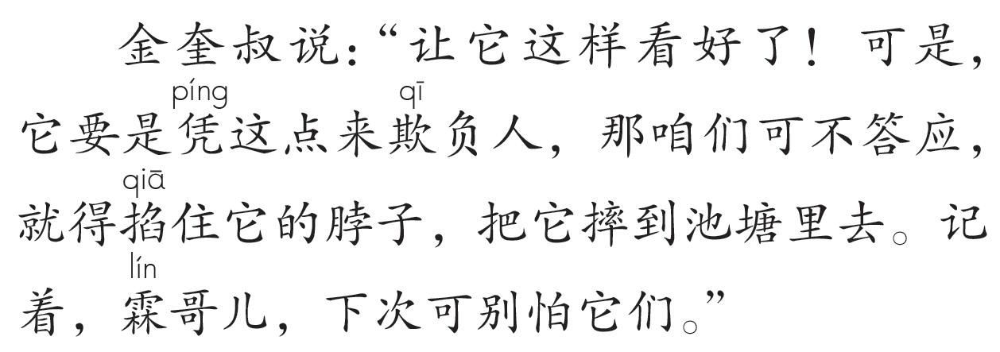 金奎叔说：“让它这样看好了！可是，
píng qī
它要是凭这点来欺负人，那咱们可不答应，
qiā
就得掐住它的脖子，把它摔到池塘里去。记
lín
着，霖哥儿，下次可别怕它们。”